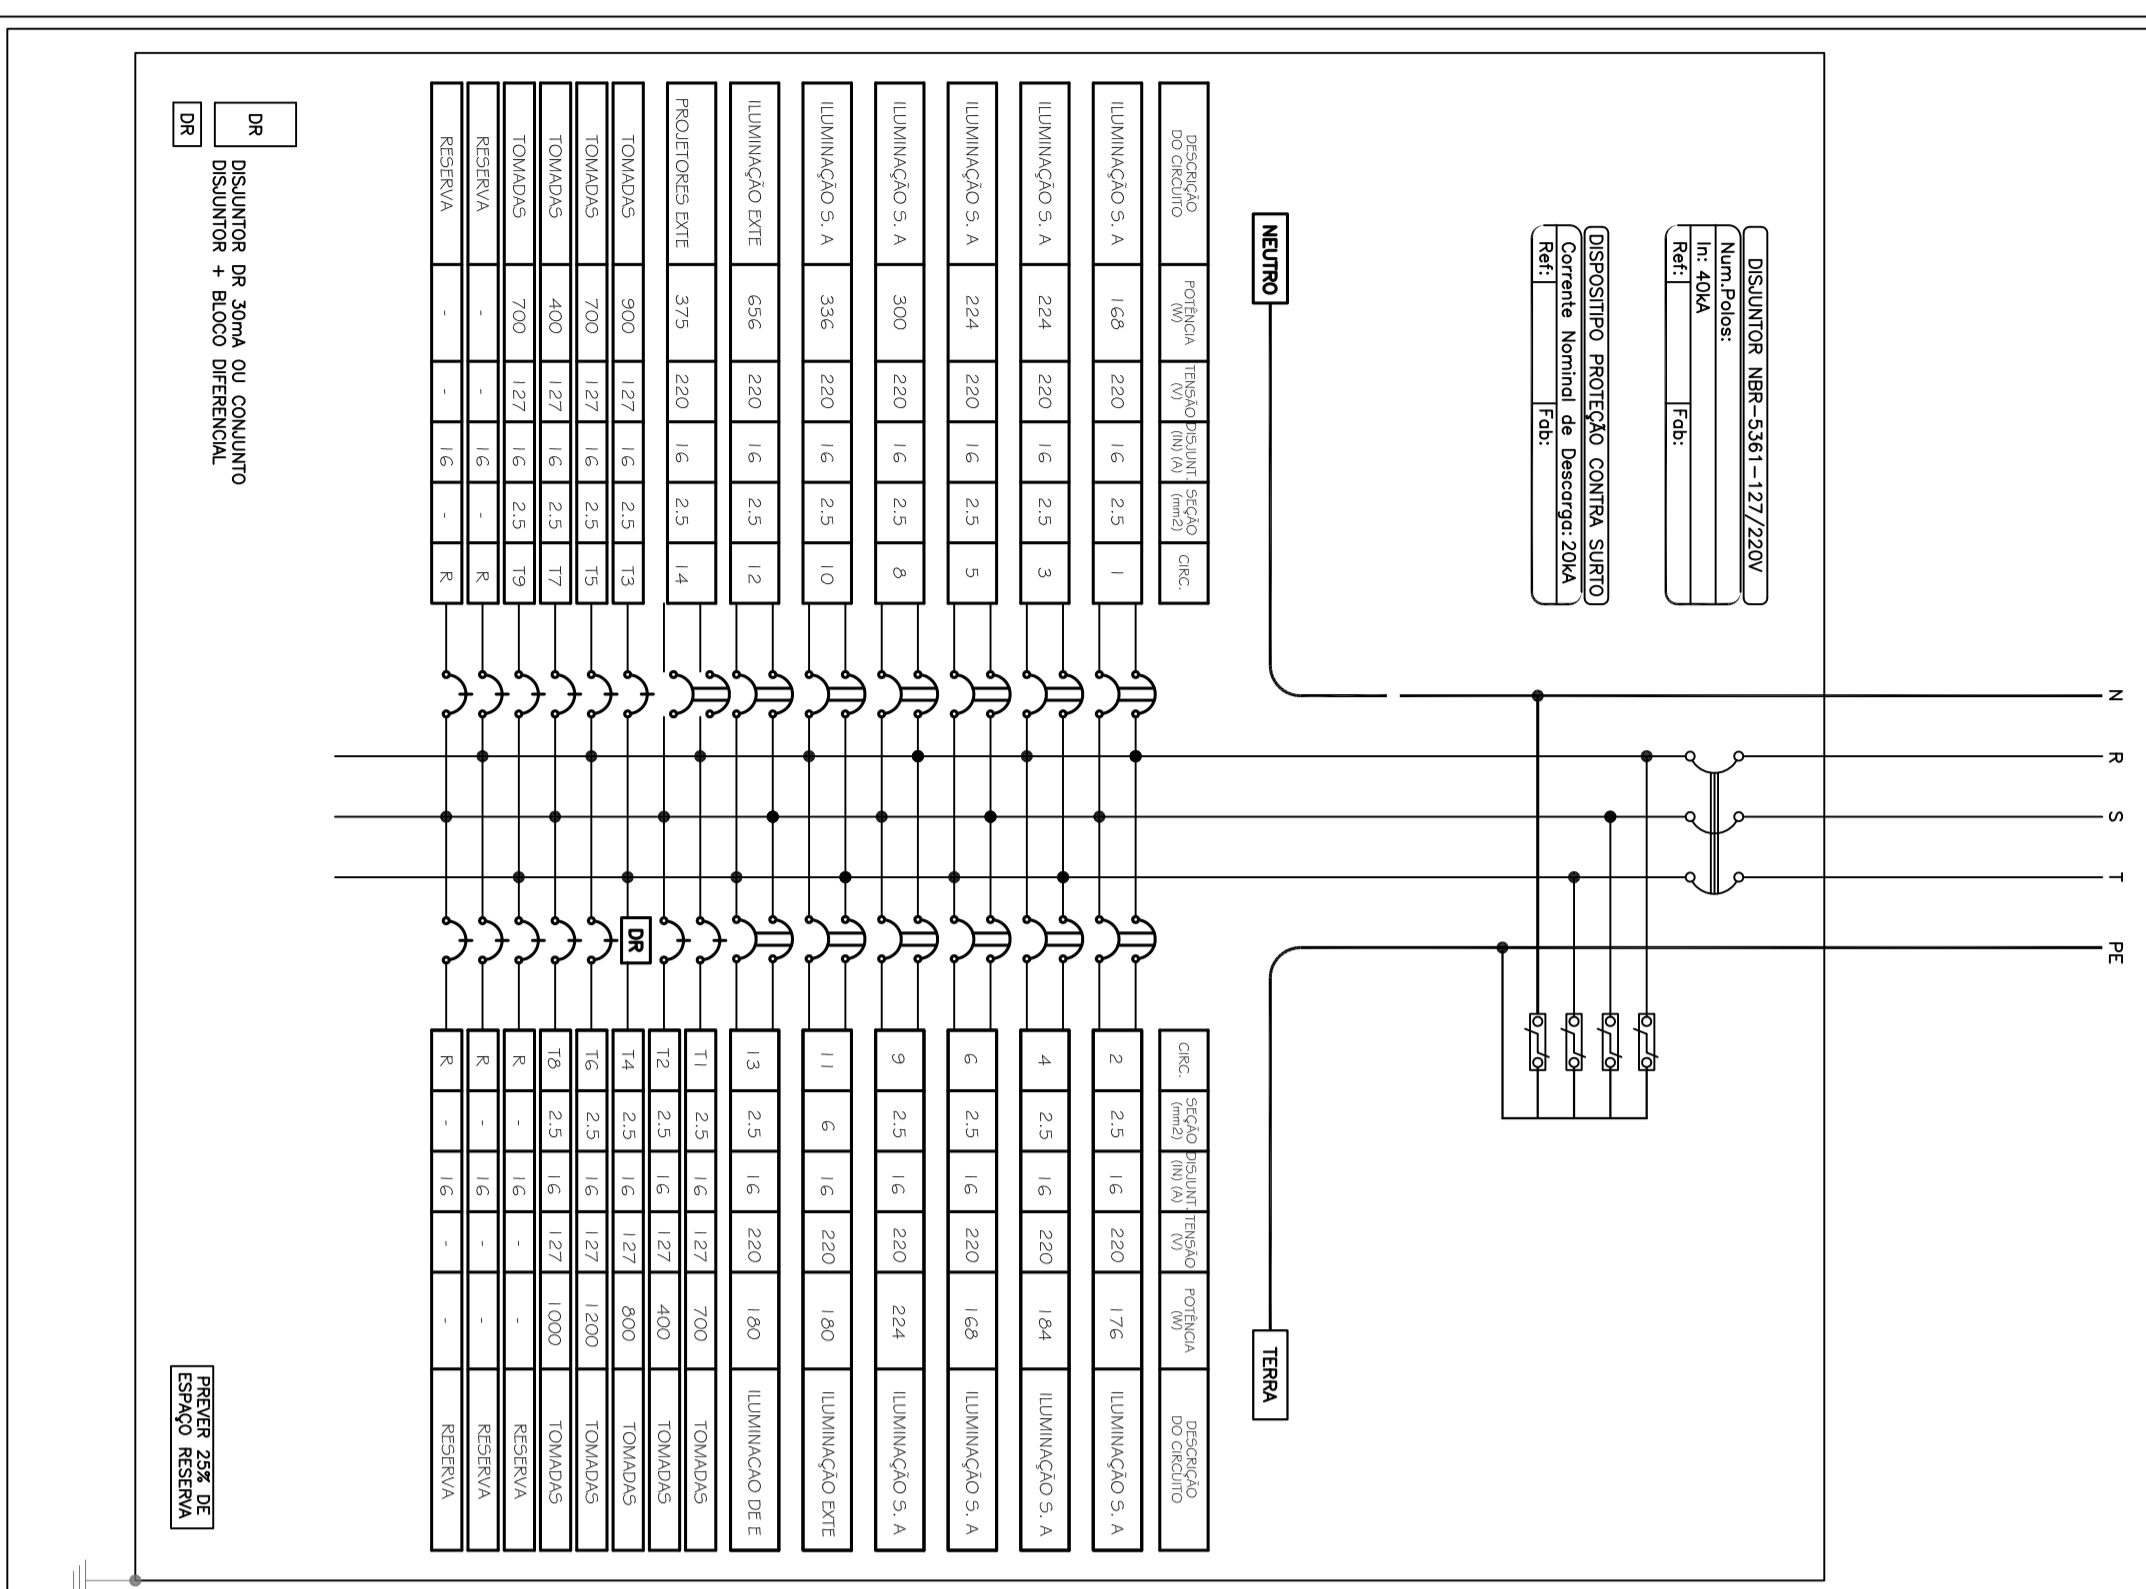 N
R
S
T
PE
DISJUNTOR NBR-5361-127/220V
Num.Polos:
In: 40kA
Ref:
Fab:
DISPOSITIPO PROTEÇÃO CONTRA SURTO
Corrente Nominal de Descarga: 20kA
Ref:
Fab:
NEUTRO
TERRA
DESCRIÇÃO
DO CIRCUITO
POTÊNCIA
(W)
TENSÃO
(V)
DISJUNT.
(IN) (A)
SEÇÃO
(mm2)
CIRC.
CIRC.
SEÇÃO
(mm2)
DISJUNT.
(IN) (A)
TENSÃO
(V)
POTÊNCIA
(W)
DESCRIÇÃO
DO CIRCUITO
ILUMINAÇÃO S. A 168 220 16 2.5 1
2 2.5 16 220 176 ILUMINAÇÃO S. A
ILUMINAÇÃO S. A 224 220 16 2.5 3
4 2.5 16 220 184 ILUMINAÇÃO S. A
ILUMINAÇÃO S. A 224 220 16 2.5 5
6 2.5 16 220 168 ILUMINAÇÃO S. A
ILUMINAÇÃO S. A 300 220 16 2.5 8
9 2.5 16 220 224 ILUMINAÇÃO S. A
ILUMINAÇÃO S. A 336 220 16 2.5 10
11 6 16 220 180 ILUMINAÇÃO EXTE
ILUMINAÇÃO EXTE 656 220 16 2.5 12
13 2.5 16 220 180 ILUMINACAO DE E
PROJETORES EXTE 375 220 16 2.5 14
T1 2.5 16 127 700 TOMADAS
T2 2.5 16 127 400 TOMADAS
TOMADAS 900 127 16 2.5 T3
DR
T4 2.5 16 127 800 TOMADAS
TOMADAS 700 127 16 2.5 T5
T6 2.5 16 127 1200 TOMADAS
TOMADAS 400 127 16 2.5 T7
T8 2.5 16 127 1000 TOMADAS
TOMADAS 700 127 16 2.5 T9
R - 16 - - RESERVA
RESERVA - - 16 - R
R - 16 - - RESERVA
RESERVA - - 16 - R
R - 16 - - RESERVA
DR
DISJUNTOR DR 30mA OU CONJUNTO
DISJUNTOR + BLOCO DIFERENCIAL
DR
PREVER 25% DE
ESPAÇO RESERVA